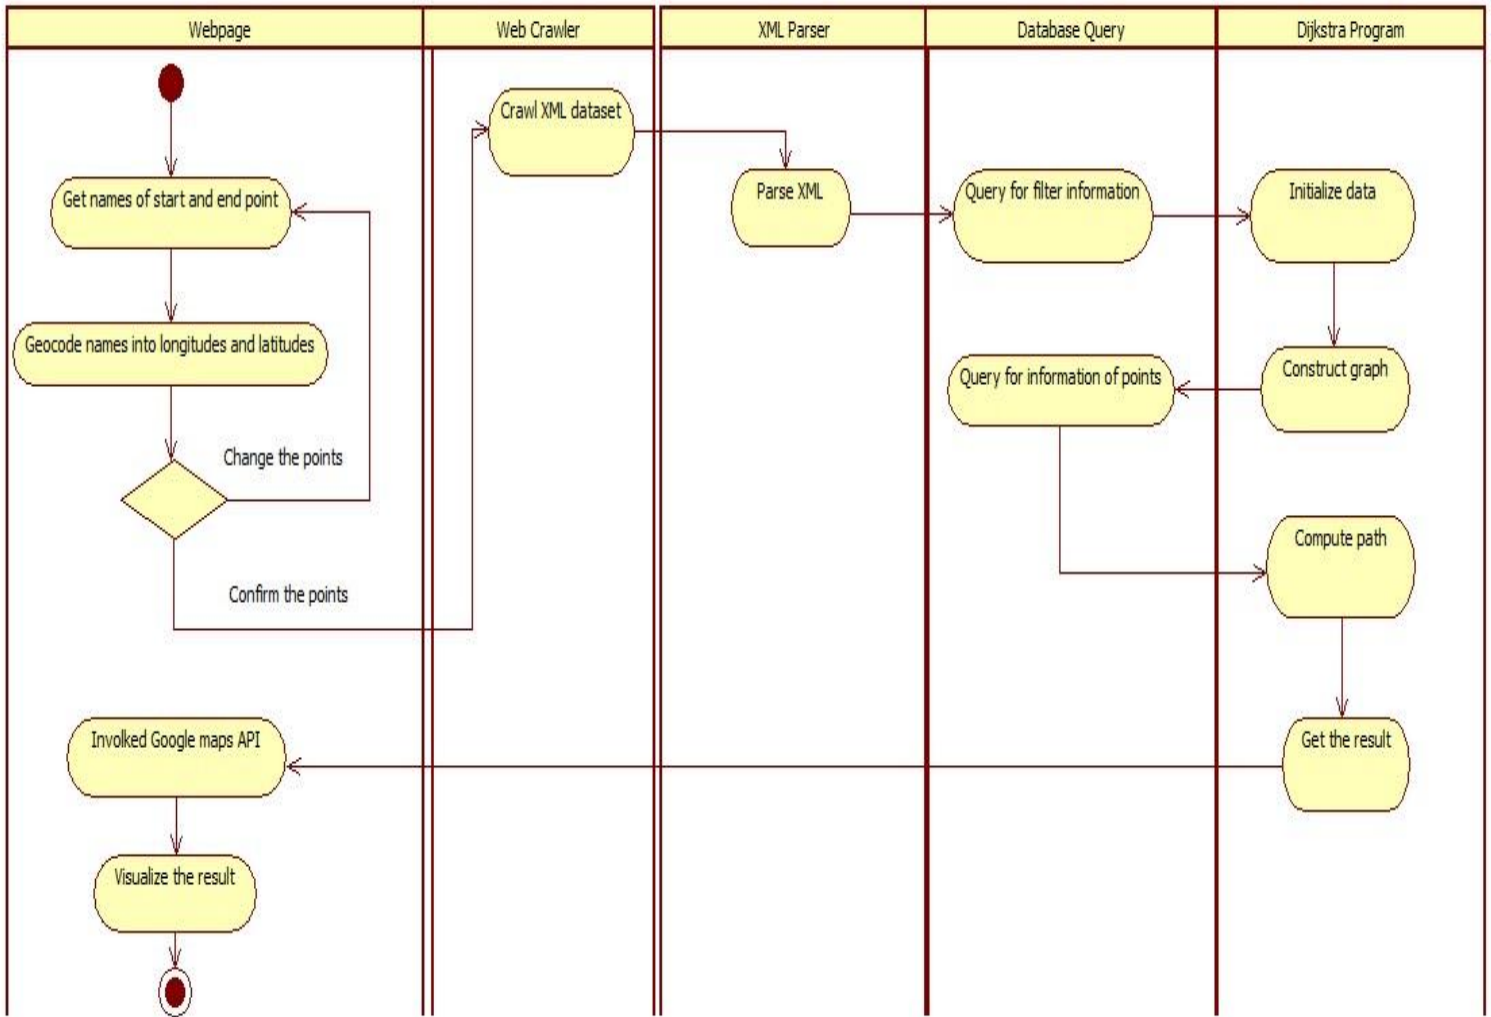 Webpage
Web Crawler
XML Parser
Database Query
Dijkstra Program
Crawl XML dataset
Get names of start and end point
Parse XML
Query for filter information
Initialize data
Geocode names into longitudes and latitudes
Query for information of points
Construct graph
Change the points
Compute path
Confirm the points
Involked Google maps API
Get the result
Visualize the result